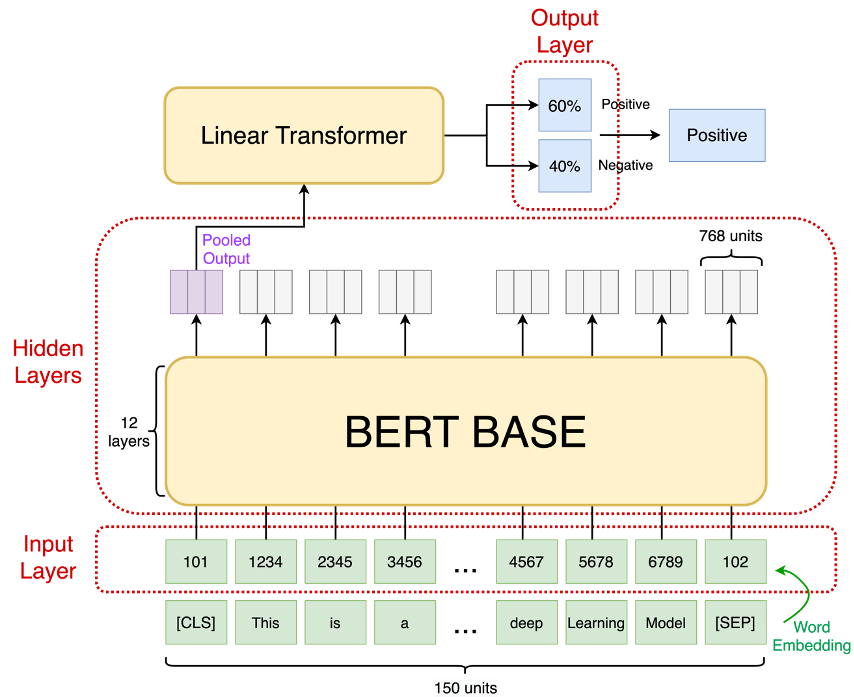 Output
Layer
Linear Transformer
60%
Positive
40%
Negative
Positive
Pooled
Output
768 units
Hidden
Layers
12
layers
BERT BASE
Input
Layer
101 1234 2345 3456 ... 4567 5678 6789 102
[CLS] This is a ... deep Learning Model [SEP]
Word
Embedding
150 units